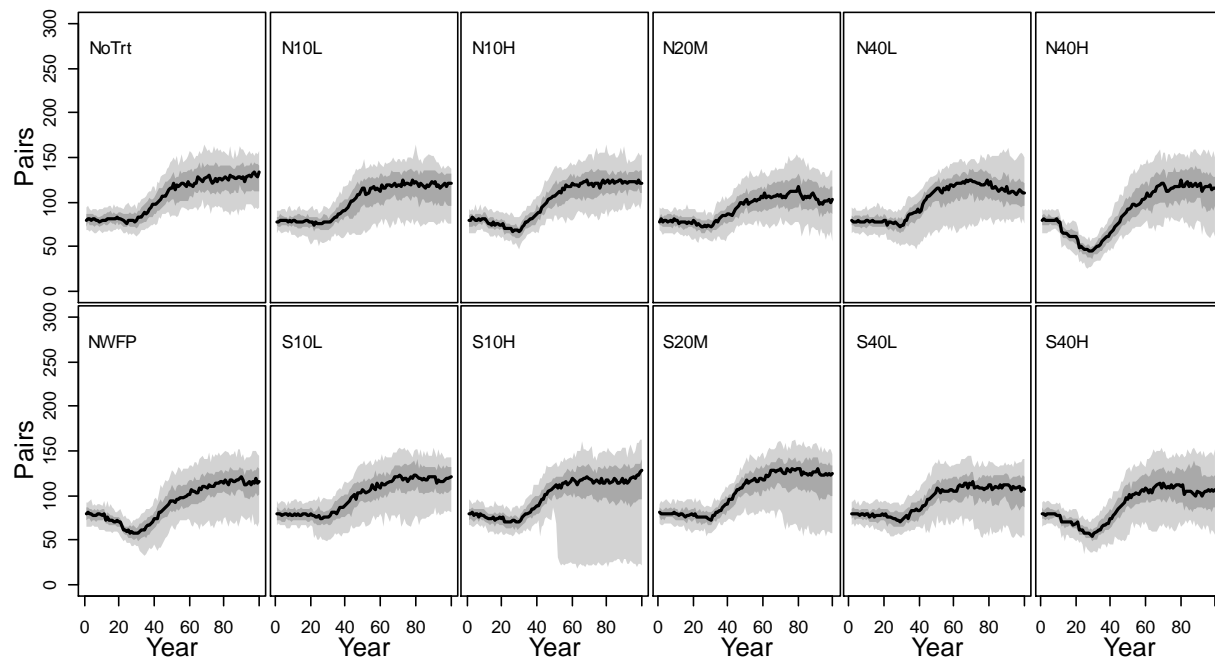 NoTrt N10L N10H N20M N40L N40H
Pairs
0 50 100 150 200 250 300
NWFP S10L S10H S20M S40L S40H
Pairs
0 50 100 150 200 250 300
0 20 40 60 80 0 20 40 60 80 0 20 40 60 80 0 20 40 60 80 0 20 40 60 80 0 20 40 60 80
Year Year Year Year Year Year